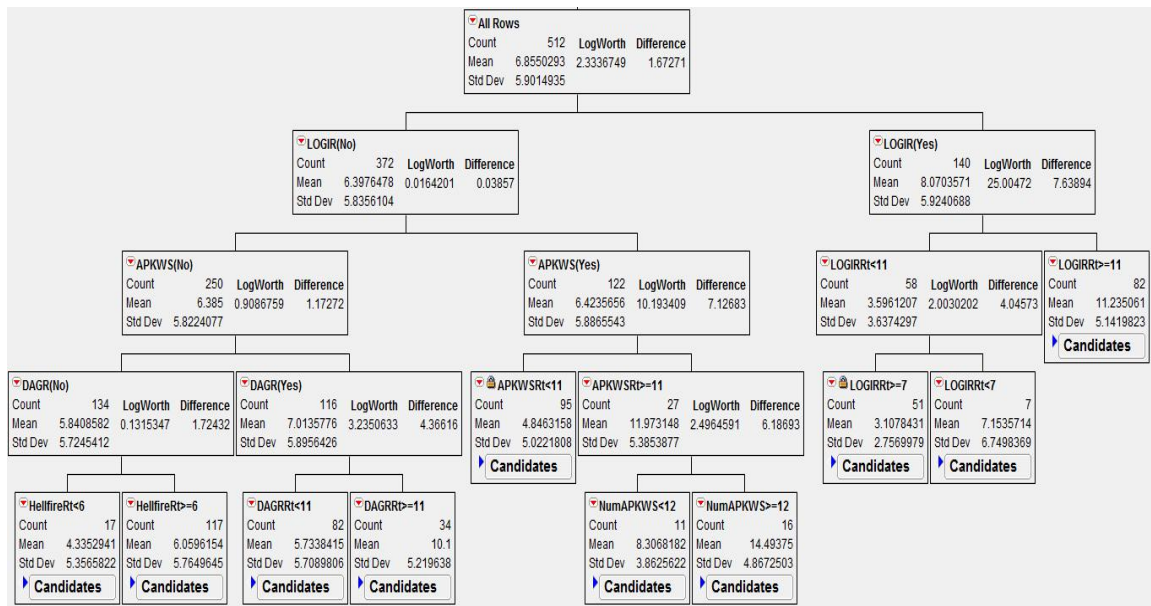 All Rows
Count 512 LogWorth Difference
Mean 6.8550293 2.3336749 1.67271
Std Dev 5.9014935
LOGIR(No)
Count 372 LogWorth Difference
Mean 6.3976478 0.0164201 0.03857
Std Dev 5.8356104
LOGIR(Yes)
Count 140 LogWorth Difference
Mean 8.0703571 25.00472 7.63894
Std Dev 5.9240688
APKWS(No)
Count 250 LogWorth Difference
Mean 6.385 0.9086759 1.17272
Std Dev 5.8224077
APKWS(Yes)
Count 122 LogWorth Difference
Mean 6.4235656 10.193409 7.12683
Std Dev 5.8865543
LOGIRRt<11
Count 58 LogWorth Difference
Mean 3.5961207 2.0030202 4.04573
Std Dev 3.6374297
LOGIRRt>=11
Count 82
Mean 11.235061
Std Dev 5.1419823
Candidates
DAGR(No)
Count 134 LogWorth Difference
Mean 5.8408582 0.1315347 1.72432
Std Dev 5.7245412
DAGR(Yes)
Count 116 LogWorth Difference
Mean 7.0135776 3.2350633 4.36616
Std Dev 5.8956426
APKWSRt<11
Count 95
Mean 4.8463158
Std Dev 5.0221808
Candidates
APKWSRt>=11
Count 27 LogWorth Difference
Mean 11.973148 2.4964591 6.18693
Std Dev 5.3853877
LOGIRRt>=7
Count 51
Mean 3.1078431
Std Dev 2.7569979
Candidates
LOGIRRt<7
Count 7
Mean 7.1535714
Std Dev 6.7498369
Candidates
HellfireRt<6
Count 17
Mean 4.3352941
Std Dev 5.3565822
Candidates
HellfireRt>=6
Count 117
Mean 6.0596154
Std Dev 5.7649645
Candidates
DAGRRt<11
Count 82
Mean 5.7338415
Std Dev 5.7089806
Candidates
DAGRRt>=11
Count 34
Mean 10.1
Std Dev 5.219638
Candidates
NumAPKWS<12
Count 11
Mean 8.3068182
Std Dev 3.8625622
Candidates
NumAPKWS>=12
Count 16
Mean 14.49375
Std Dev 4.8672503
Candidates